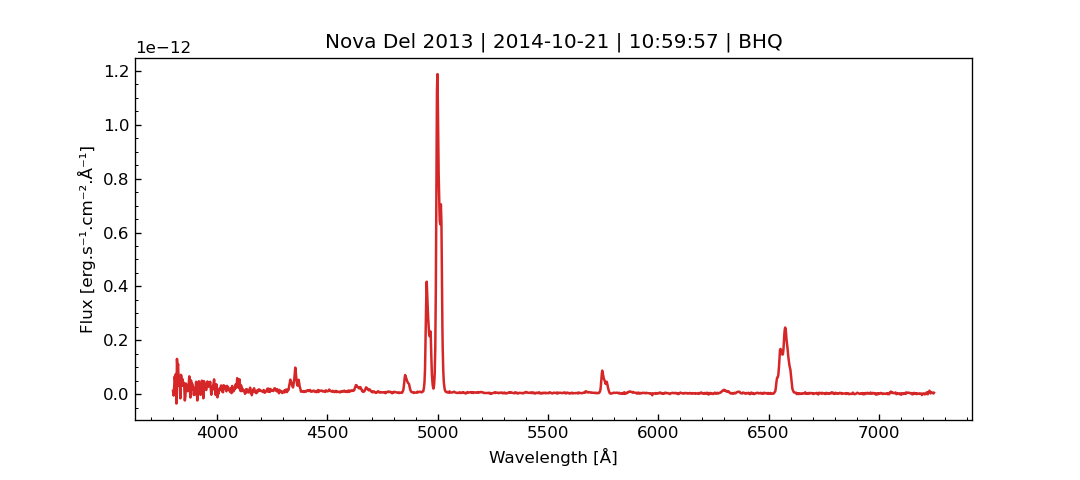 Nova Del 2013 | 2014-10-21 | 10:59:57 | BHQ
1e−12
1.2
1.0
0.8
0.6
0.4
0.2
0.0
Flux [erg.s⁻¹.cm⁻².Å⁻¹]
4000 4500 5000 5500 6000 6500 7000
Wavelength [Å]